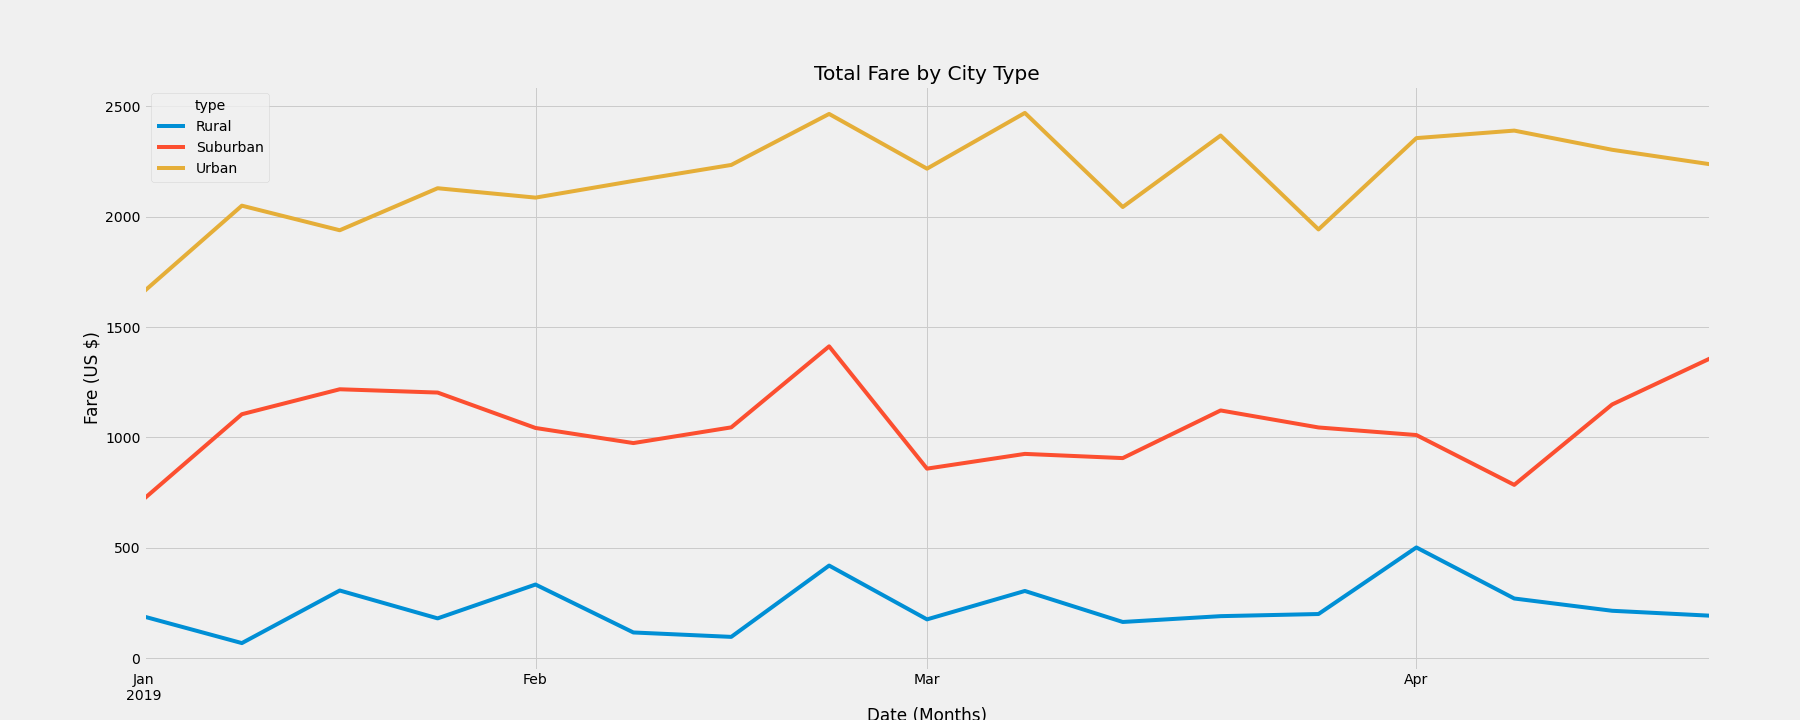 Total Fare by City Type
type
Rural
Suburban
Urban
2500
2000
1500
1000
500
0
Fare (US $)
Jan
2019
Feb
Mar
Apr
Date (Months)